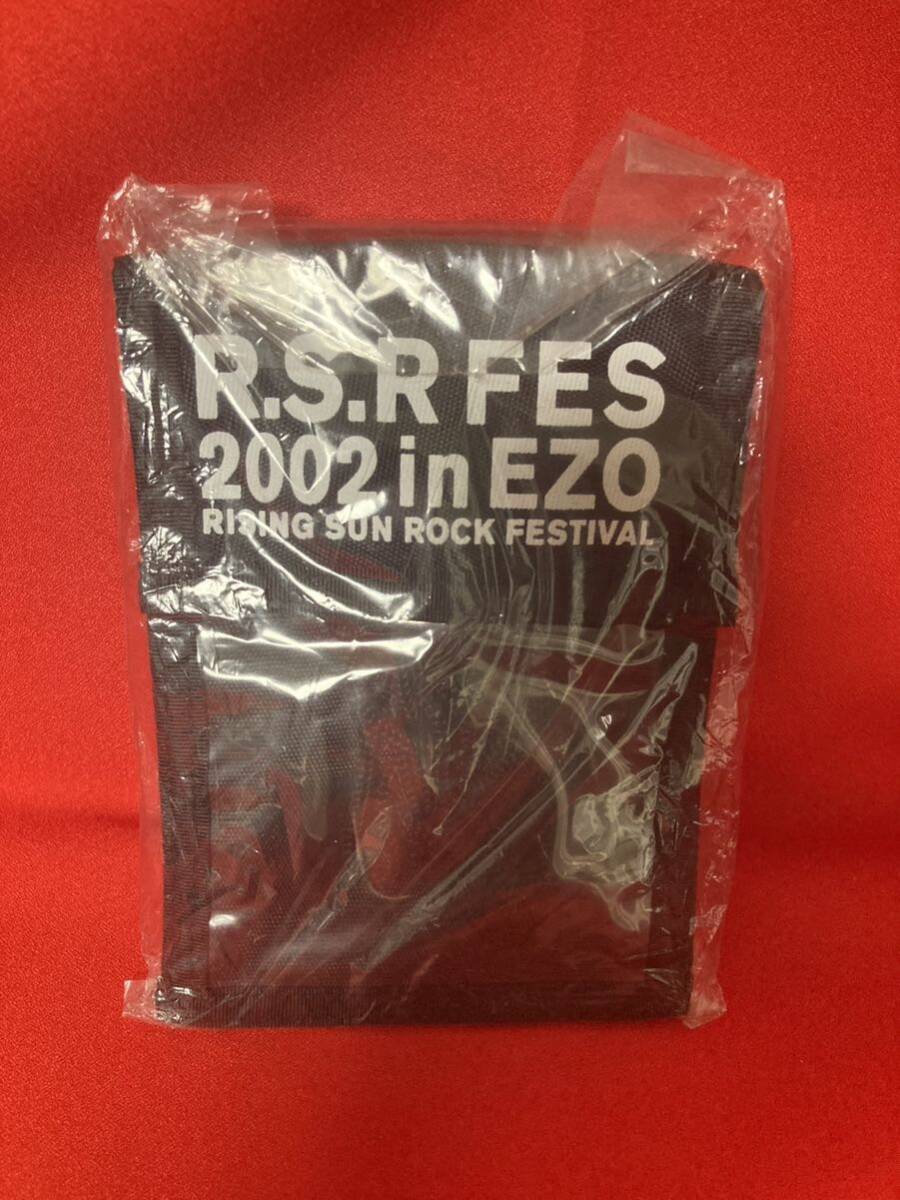 R.S.R FES
2002 in EZO
RISING SUN ROCK FESTIVAL